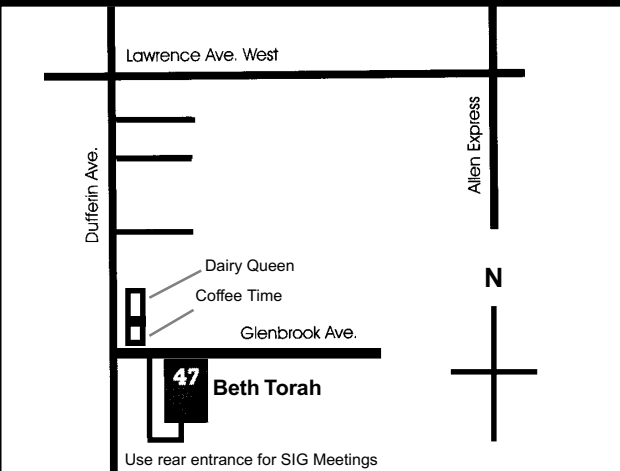 Lawrence Ave. West
Dufferin Ave.
Allen Express
Dairy Queen
Coffee Time
N
Glenbrook Ave.
47
Beth Torah
Use rear entrance for SIG Meetings